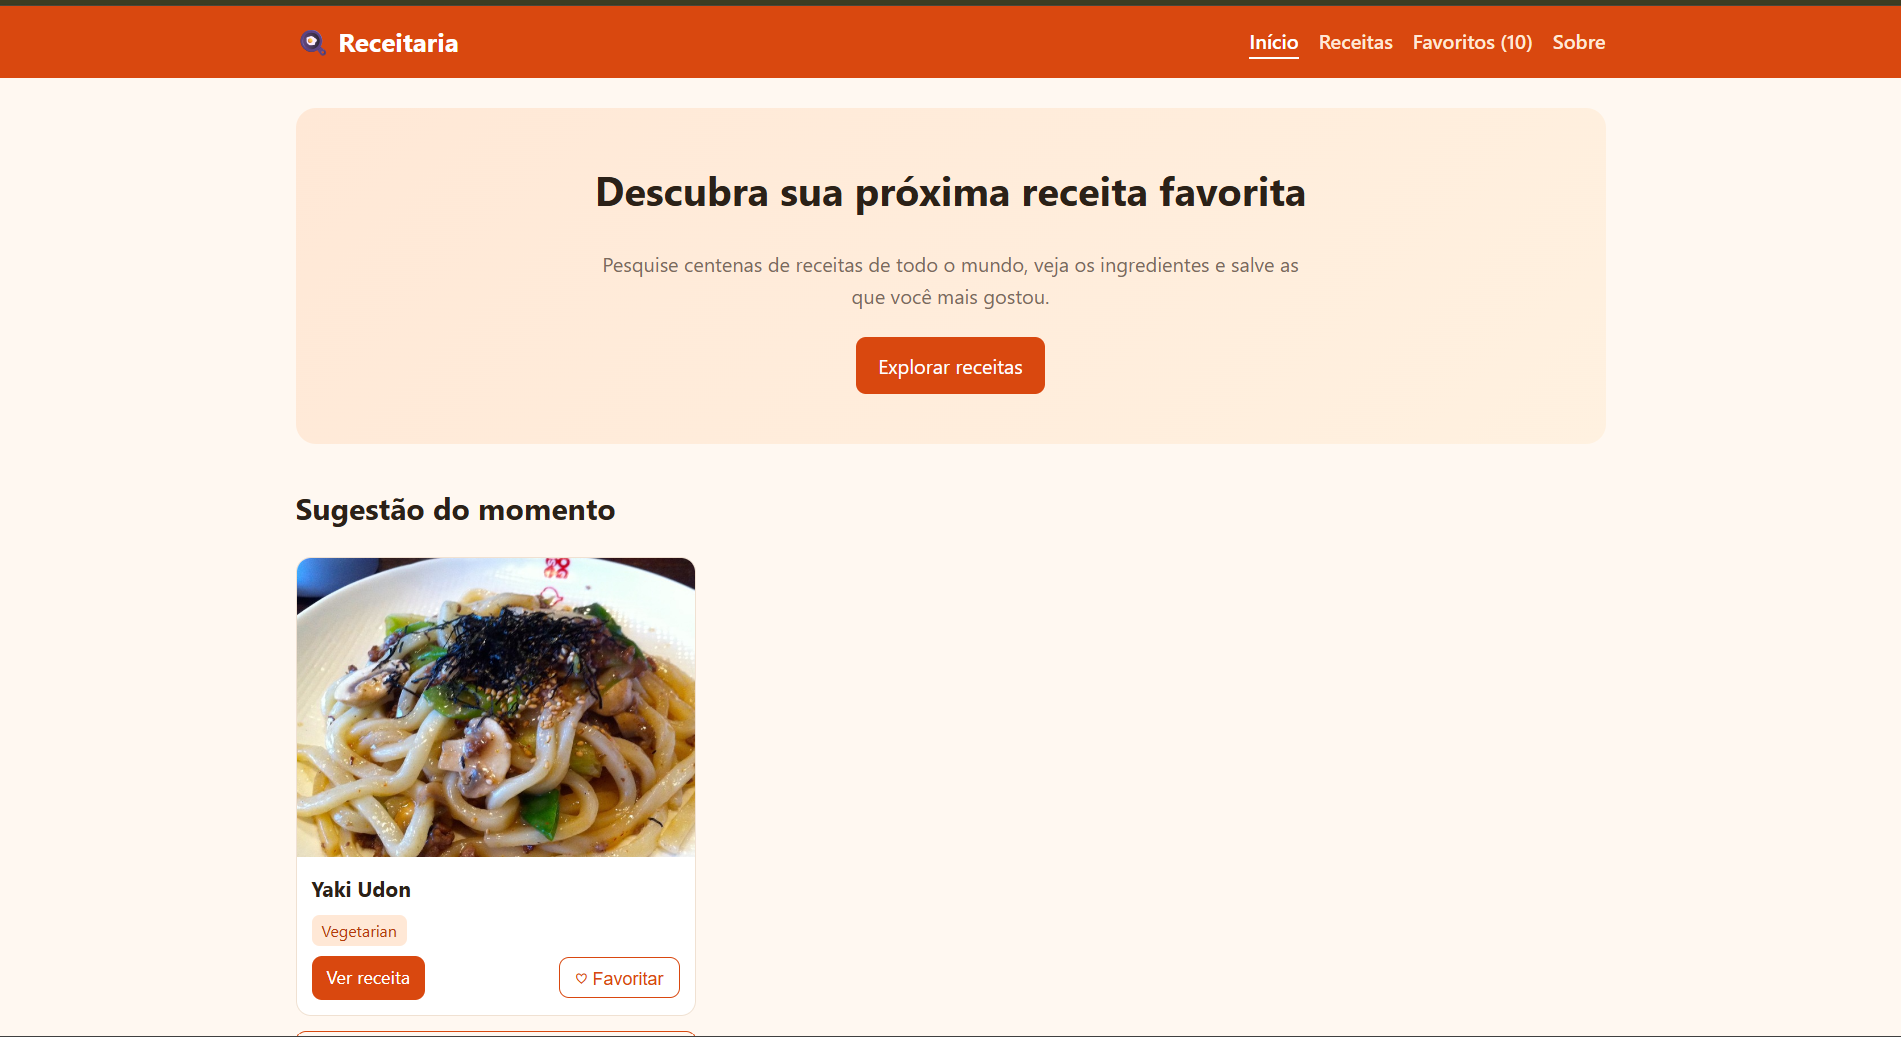 Receitaria
Início
Receitas
Favoritos (10)
Sobre
Descubra sua próxima receita favorita
Pesquise centenas de receitas de todo o mundo, veja os ingredientes e salve as
que você mais gostou.
Explorar receitas
Sugestão do momento
Yaki Udon
Vegetarian
Ver receita
♡ Favoritar